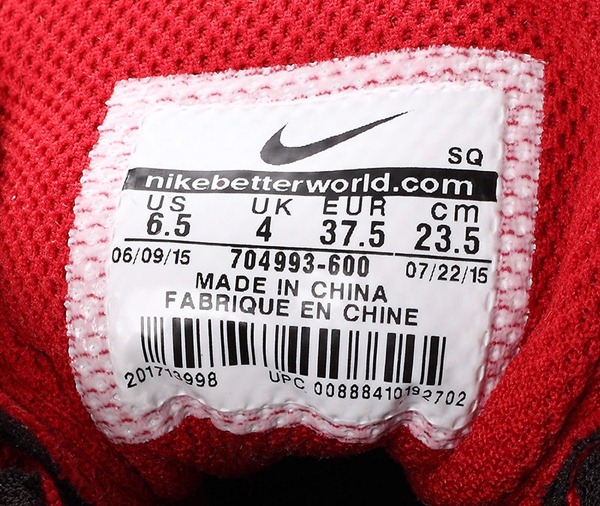 SQ
nikebetterworld.com
US UK EUR cm
6.5 4 37.5 23.5
06/09/15 704993-600 07/22/15
MADE IN CHINA
FABRIQUE EN CHINE
201713998 UPC 00888410192702